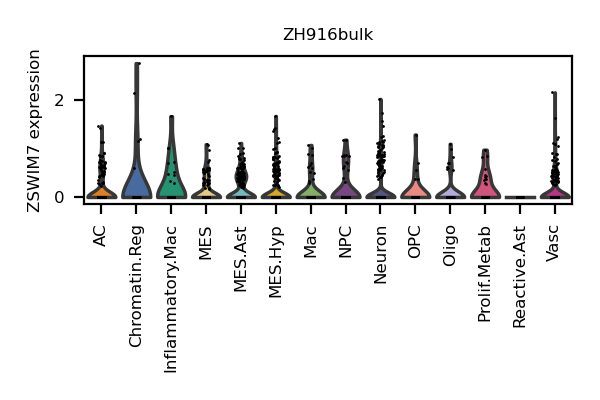 ZH916bulk
ZSWIM7 expression
2
0
AC
Chromatin.Reg
Inflammatory.Mac
MES
MES.Ast
MES.Hyp
Mac
NPC
Neuron
OPC
Oligo
Prolif.Metab
Reactive.Ast
Vasc